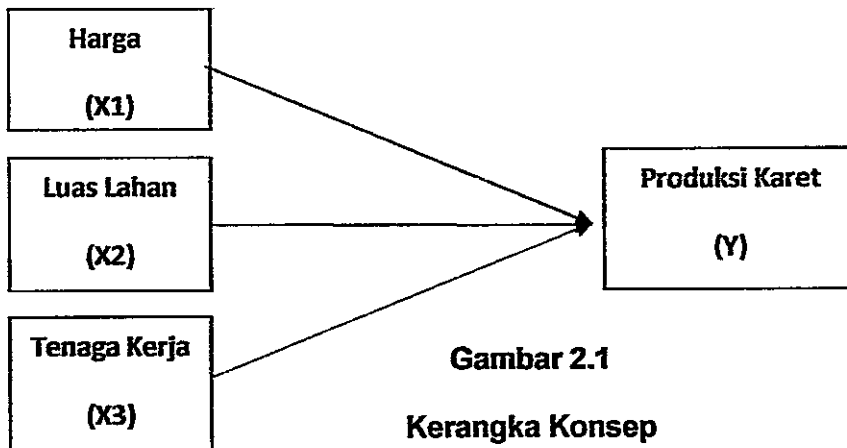 Harga
(X1)
Luas Lahan
(X2)
Tenaga Kerja
(X3)
Produksi Karet
(Y)
Gambar 2.1
Kerangka Konsep